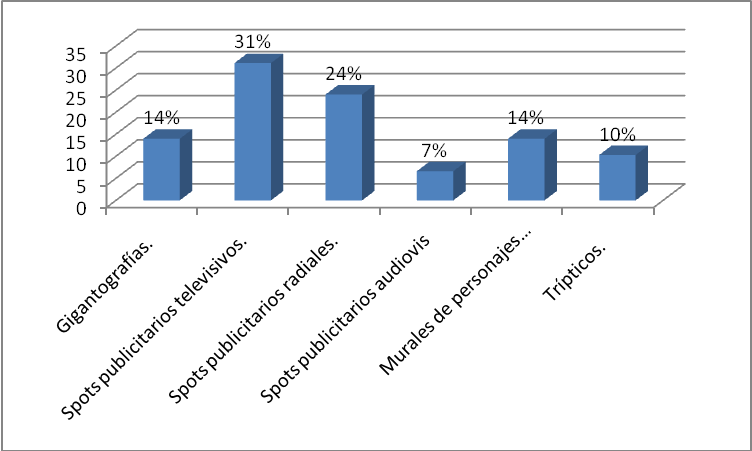 35
30
25
20
15
10
5
0
14%
31%
24%
7%
14%
10%
Gigantografías.
Spots publicitarios televisivos.
Spots publicitarios radiales.
Spots publicitarios audiovis
Murales de personajes...
Trípticos.